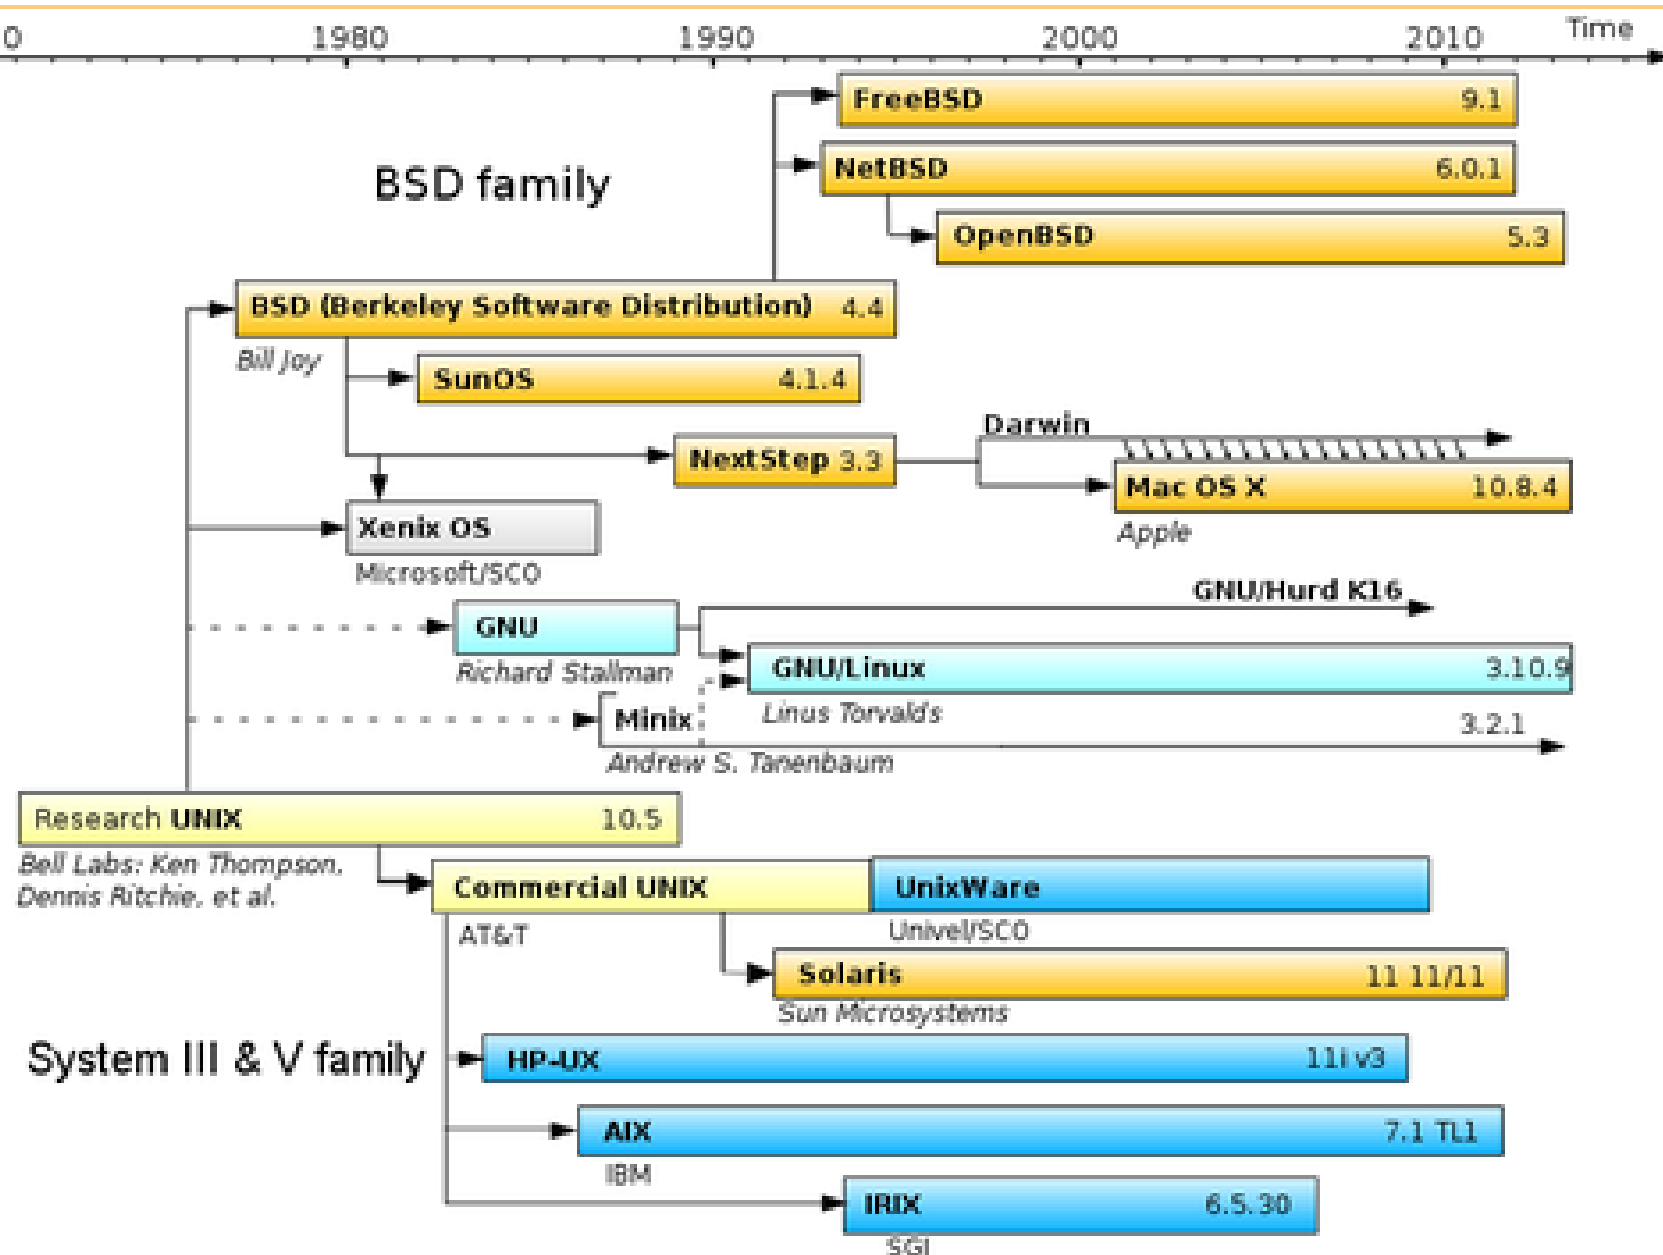 0 1980 1990 2000 2010 Time
FreeBSD 9.1
BSD family
NetBSD 6.0.1
OpenBSD 5.3
BSD (Berkeley Software Distribution) 4.4
Bill Joy
SunOS 4.1.4
Darwin
NextStep 3.3
Mac OS X 10.8.4
Apple
Xenix OS
Microsoft/SCO
GNU/Hurd K16
GNU
Richard Stallman
GNU/Linux 3.10.9
Linus Torvalds
Minix 3.2.1
Andrew S. Tanenbaum
Research UNIX 10.5
Bell Labs: Ken Thompson,
Dennis Ritchie, et al.
Commercial UNIX
AT&T
UnixWare
Univel/SCO
Solaris 11 11/11
Sun Microsystems
System III & V family
HP-UX 11i v3
AIX 7.1 TL1
IBM
IRIX 6.5.30
SGI